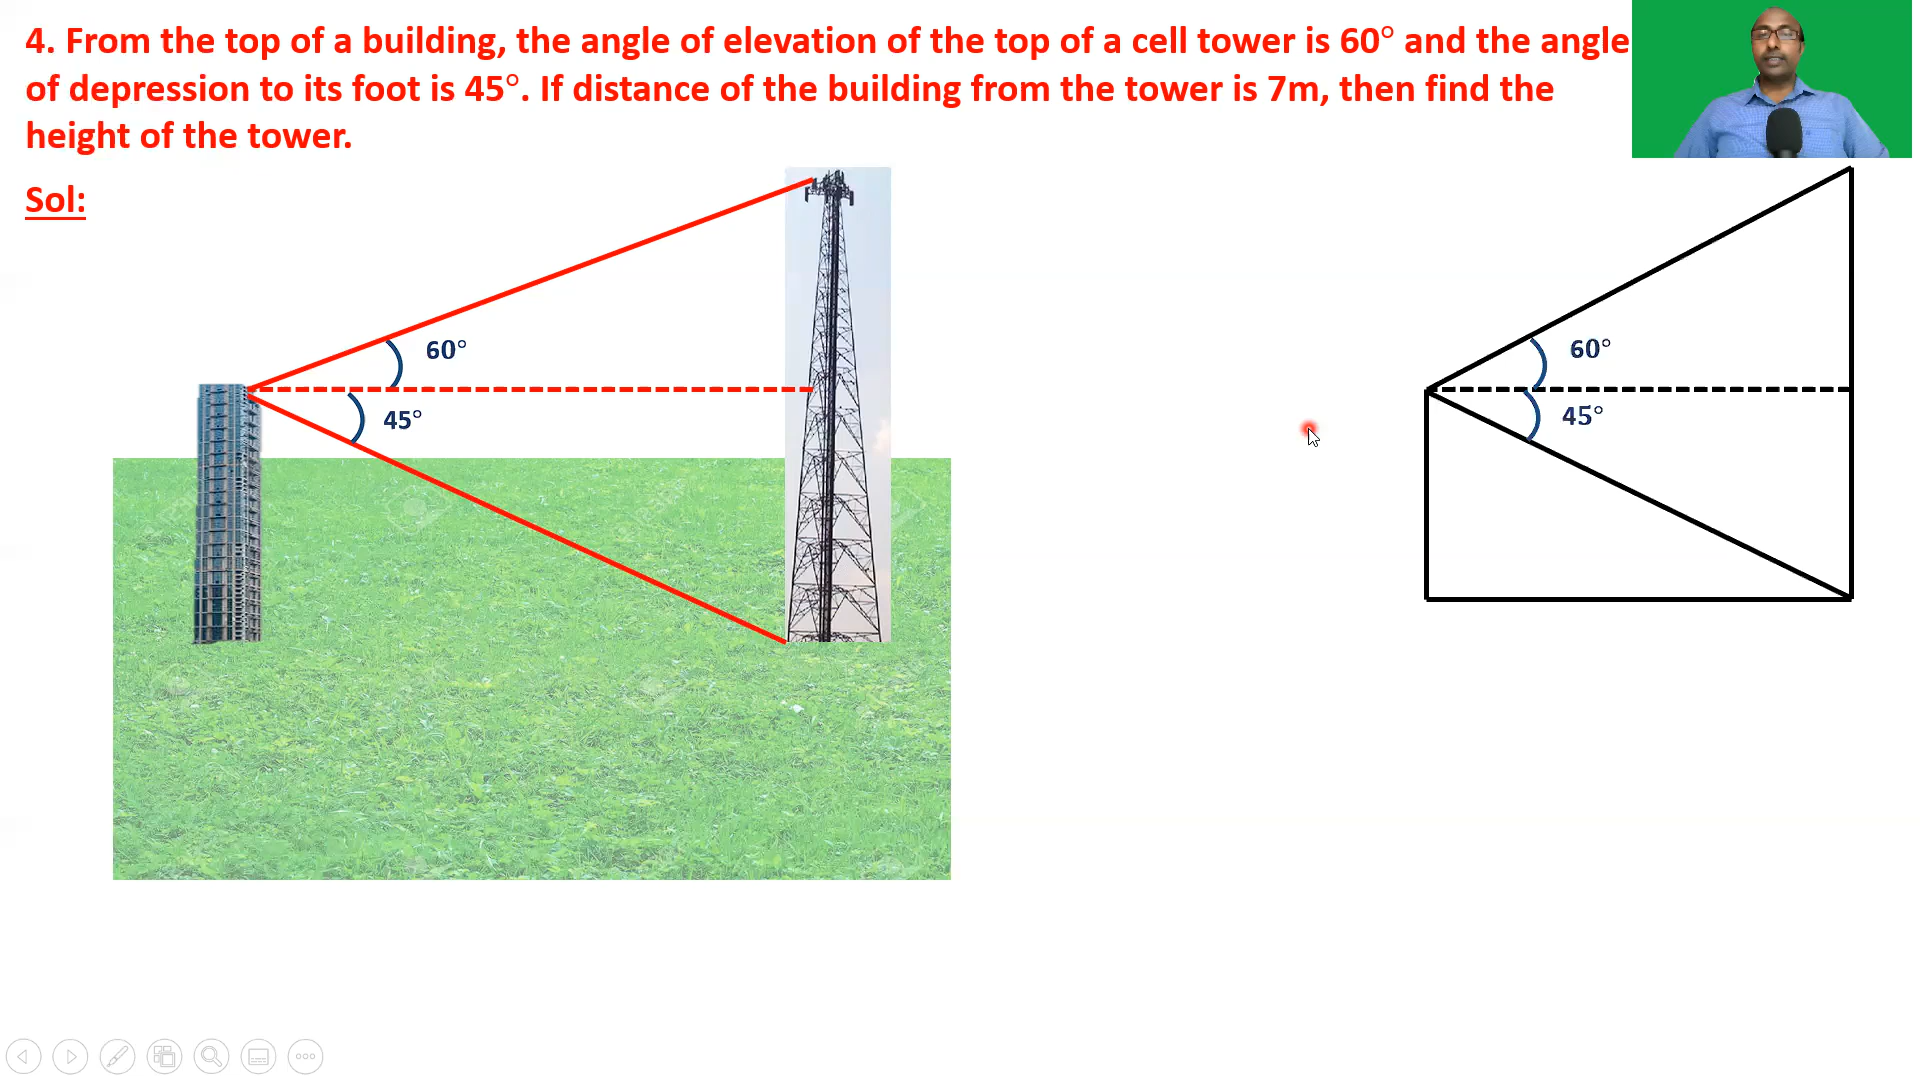 4. From the top of a building, the angle of elevation of the top of a cell tower is 60° and the angle
of depression to its foot is 45°. If distance of the building from the tower is 7m, then find the
height of the tower.
Sol:
60°
45°
60°
45°